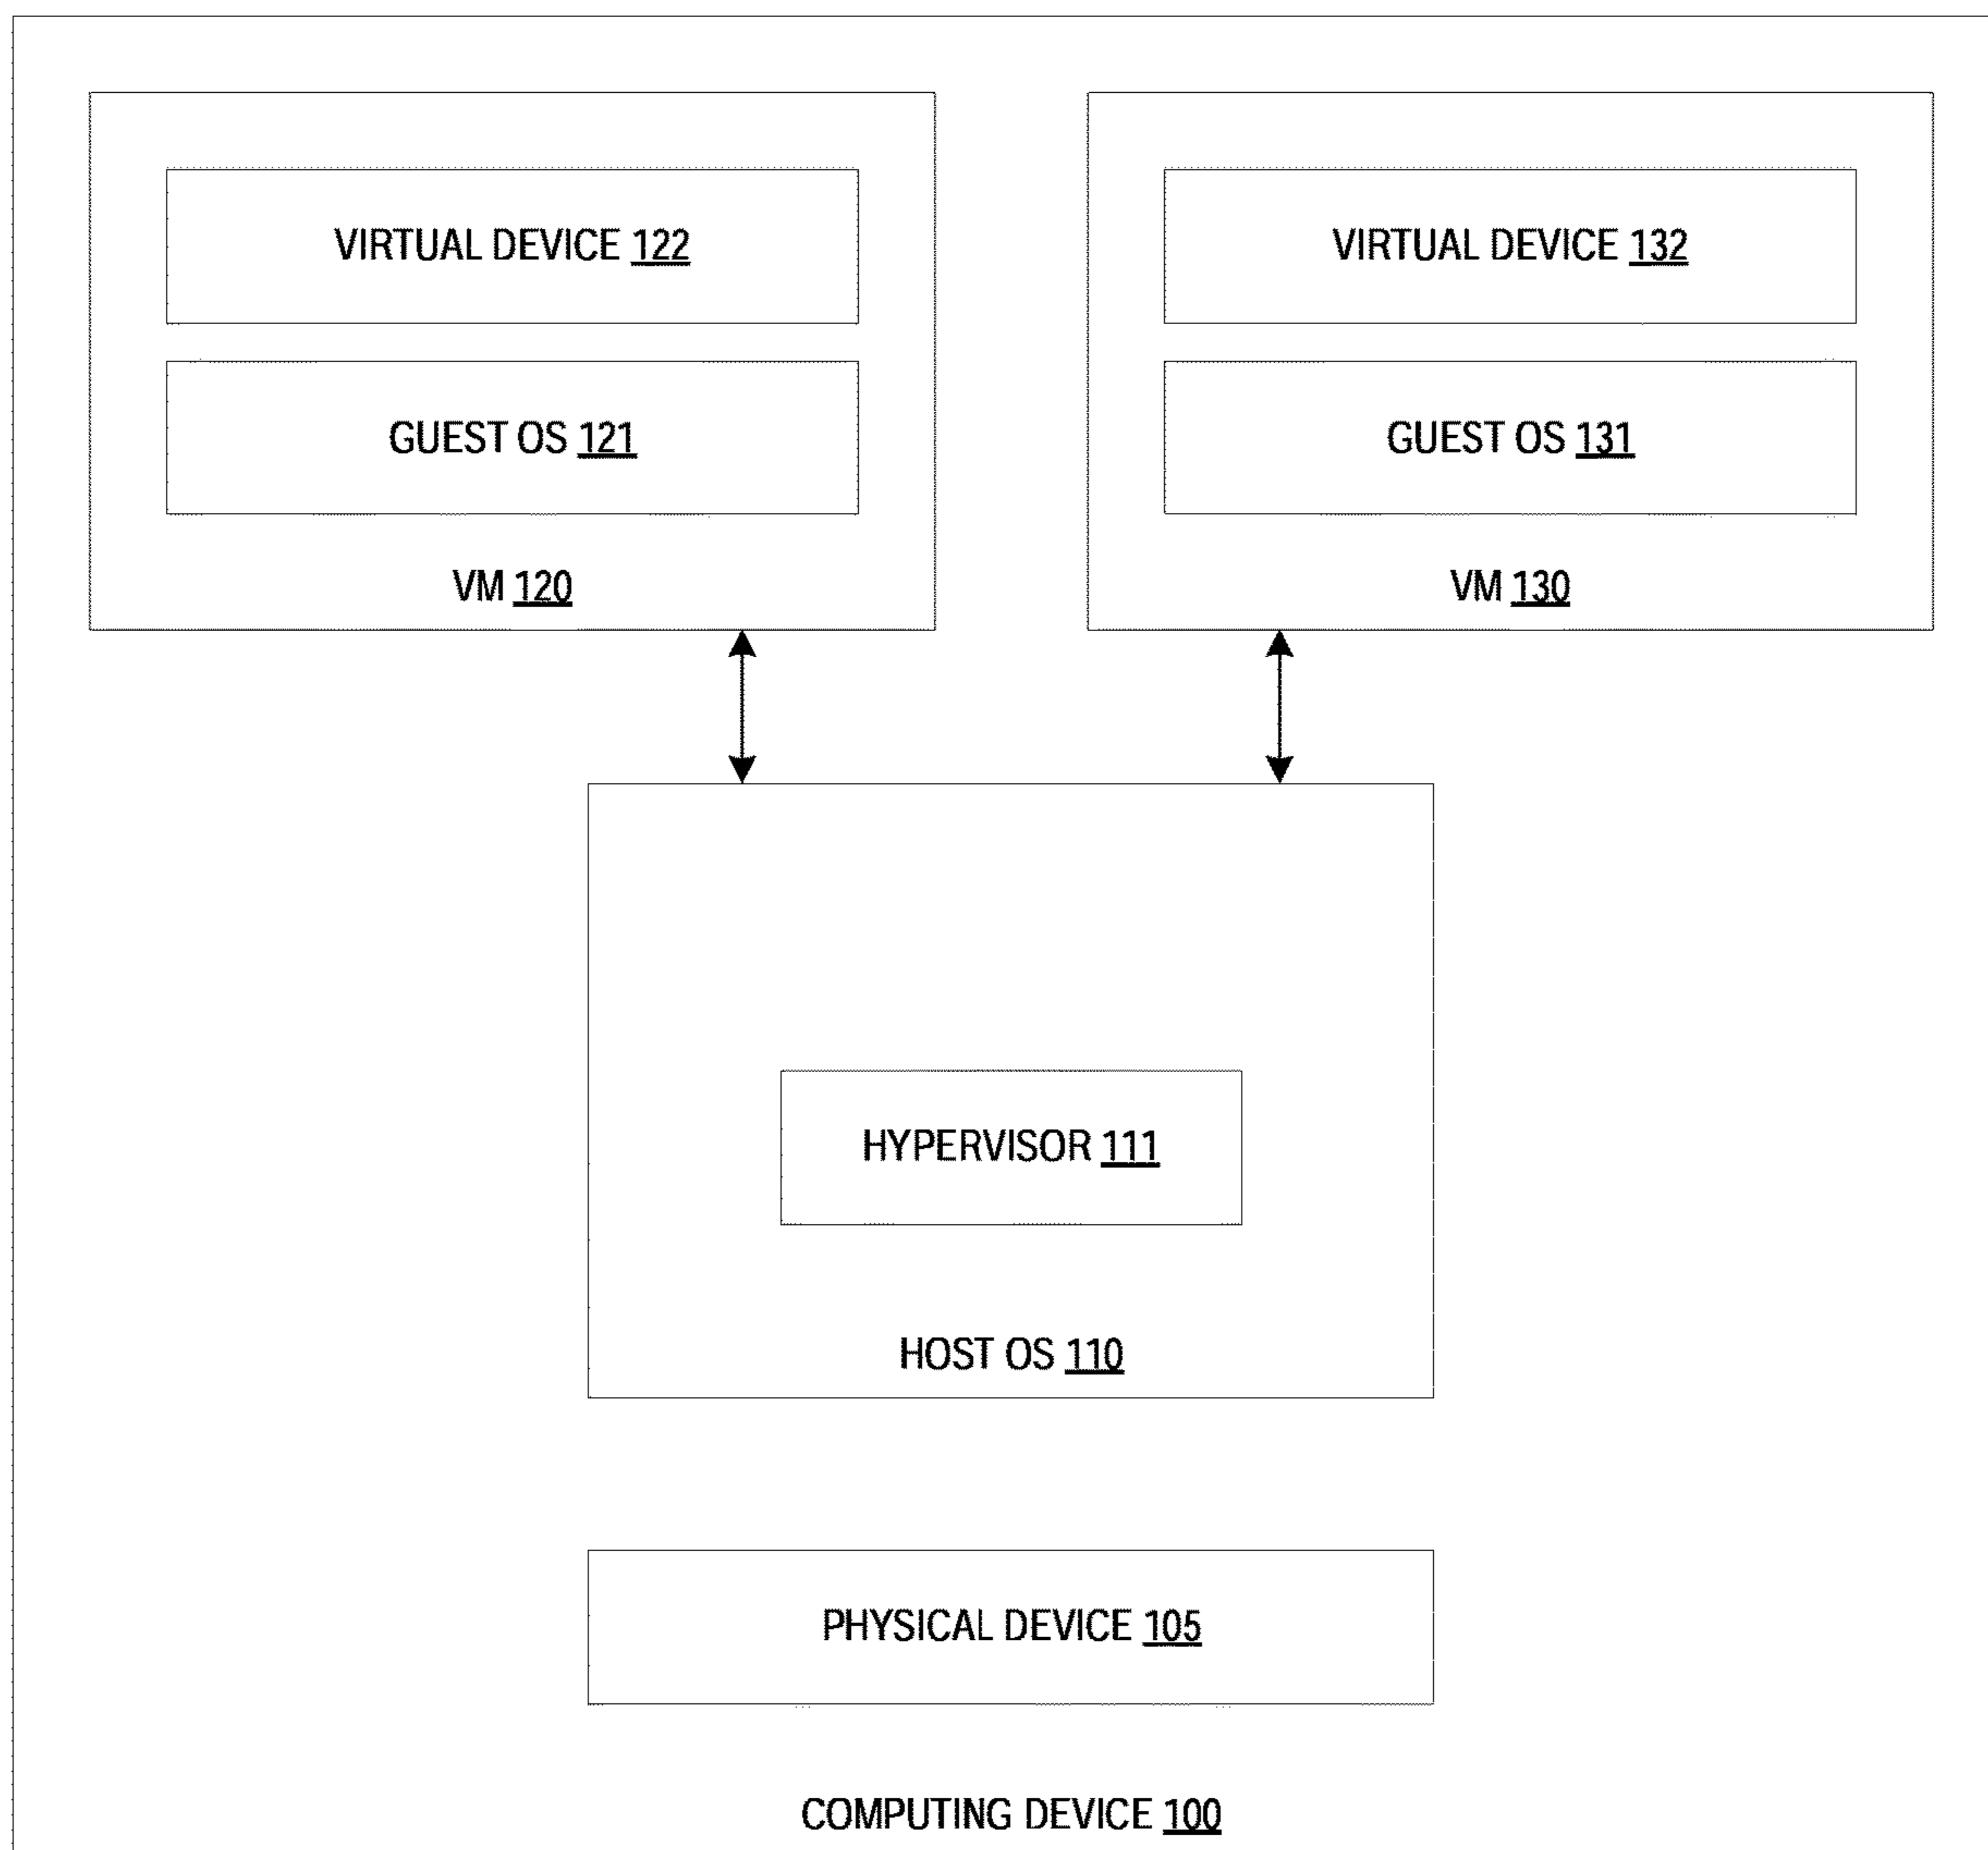 VIRTUAL DEVICE 122
GUEST OS 121
VM 120
VIRTUAL DEVICE 132
GUEST OS 131
VM 130
HYPERVISOR 111
HOST OS 110
PHYSICAL DEVICE 105
COMPUTING DEVICE 100